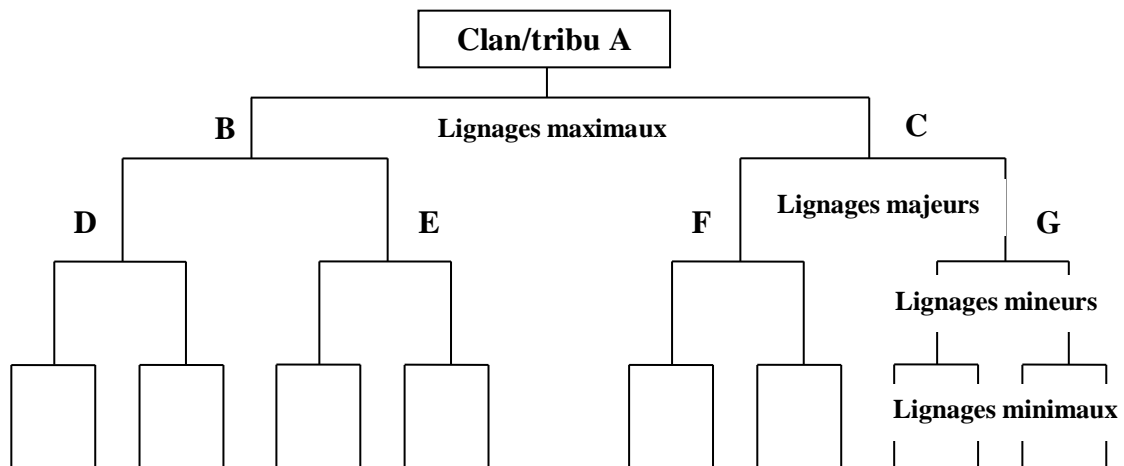 Clan/tribu A
B
Lignages maximaux
C
Lignages majeurs
D
E
F
G
Lignages mineurs
Lignages minimaux